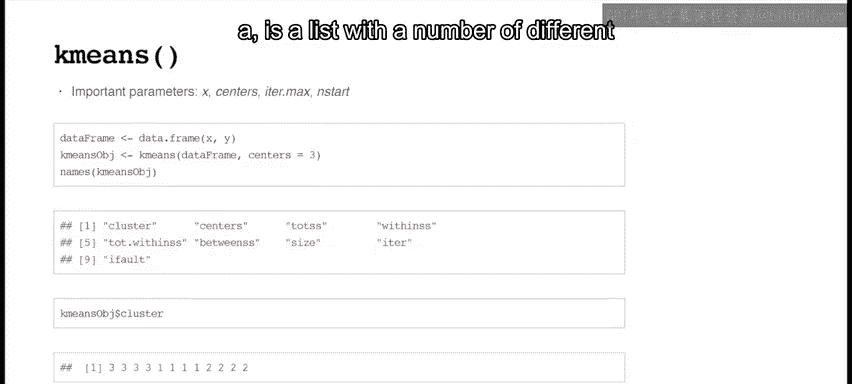 a, is a list with a number of different
kmeans()
· Important parameters: x, centers, iter.max, nstart
dataFrame <- data.frame(x, y)
kmeansObj <- kmeans(dataFrame, centers = 3)
names(kmeansObj)
## [1] "cluster" "centers" "totss" "withinss"
## [5] "tot.withinss" "betweenss" "size" "iter"
## [9] "ifault"
kmeansObj$cluster
## [1] 3 3 3 3 1 1 1 1 2 2 2 2